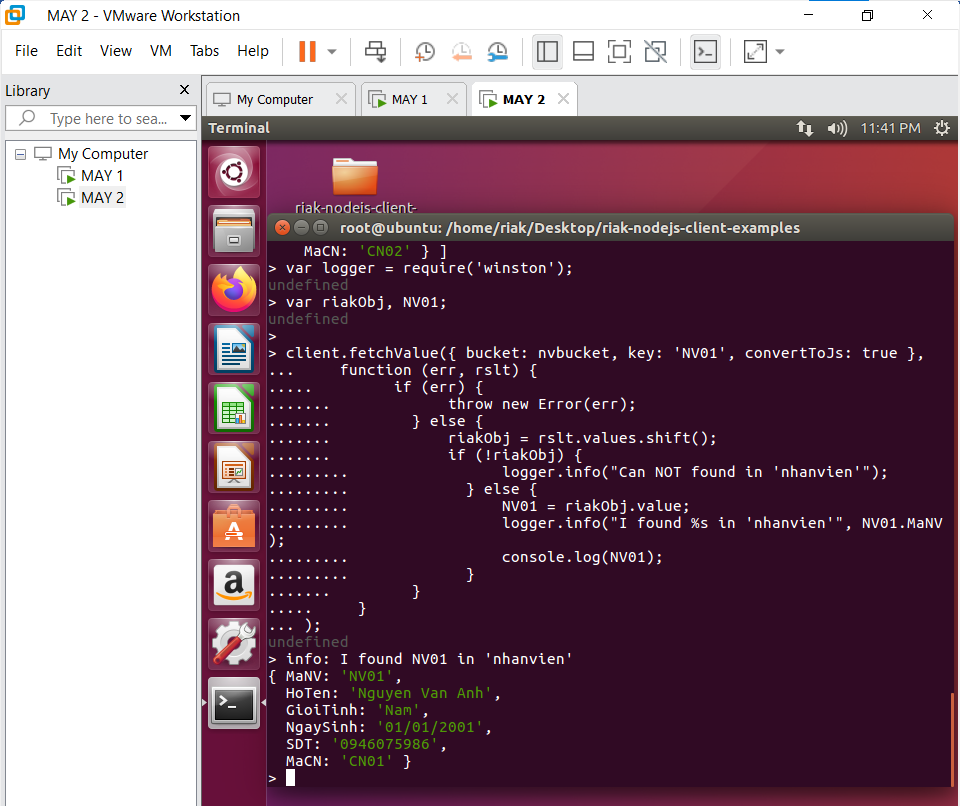 MAY 2 - VMware Workstation
File Edit View VM Tabs Help
Library
Type here to sea...
My Computer
MAY 1
MAY 2
My Computer
MAY 1
MAY 2
Terminal
11:41 PM
riak-nodejs-client-
root@ubuntu: /home/riak/Desktop/riak-nodejs-client-examples
    MaCN: 'CN02' } ]
> var logger = require('winston');
undefined
> var riakObj, NV01;
undefined
>
> client.fetchValue({ bucket: nvbucket, key: 'NV01', convertToJs: true },
...     function (err, rslt) {
.....         if (err) {
.......             throw new Error(err);
.......         } else {
.......             riakObj = rslt.values.shift();
.......             if (!riakObj) {
.........                 logger.info("Can NOT found in 'nhanvien'");
.........             } else {
.........                 NV01 = riakObj.value;
.........                 logger.info("I found %s in 'nhanvien'", NV01.MaNV
);
.........                 console.log(NV01);
.........             }
.......         }
.....     }
... );
undefined
> info: I found NV01 in 'nhanvien'
{ MaNV: 'NV01',
  HoTen: 'Nguyen Van Anh',
  GioiTinh: 'Nam',
  NgaySinh: '01/01/2001',
  SDT: '0946075986',
  MaCN: 'CN01' }
>